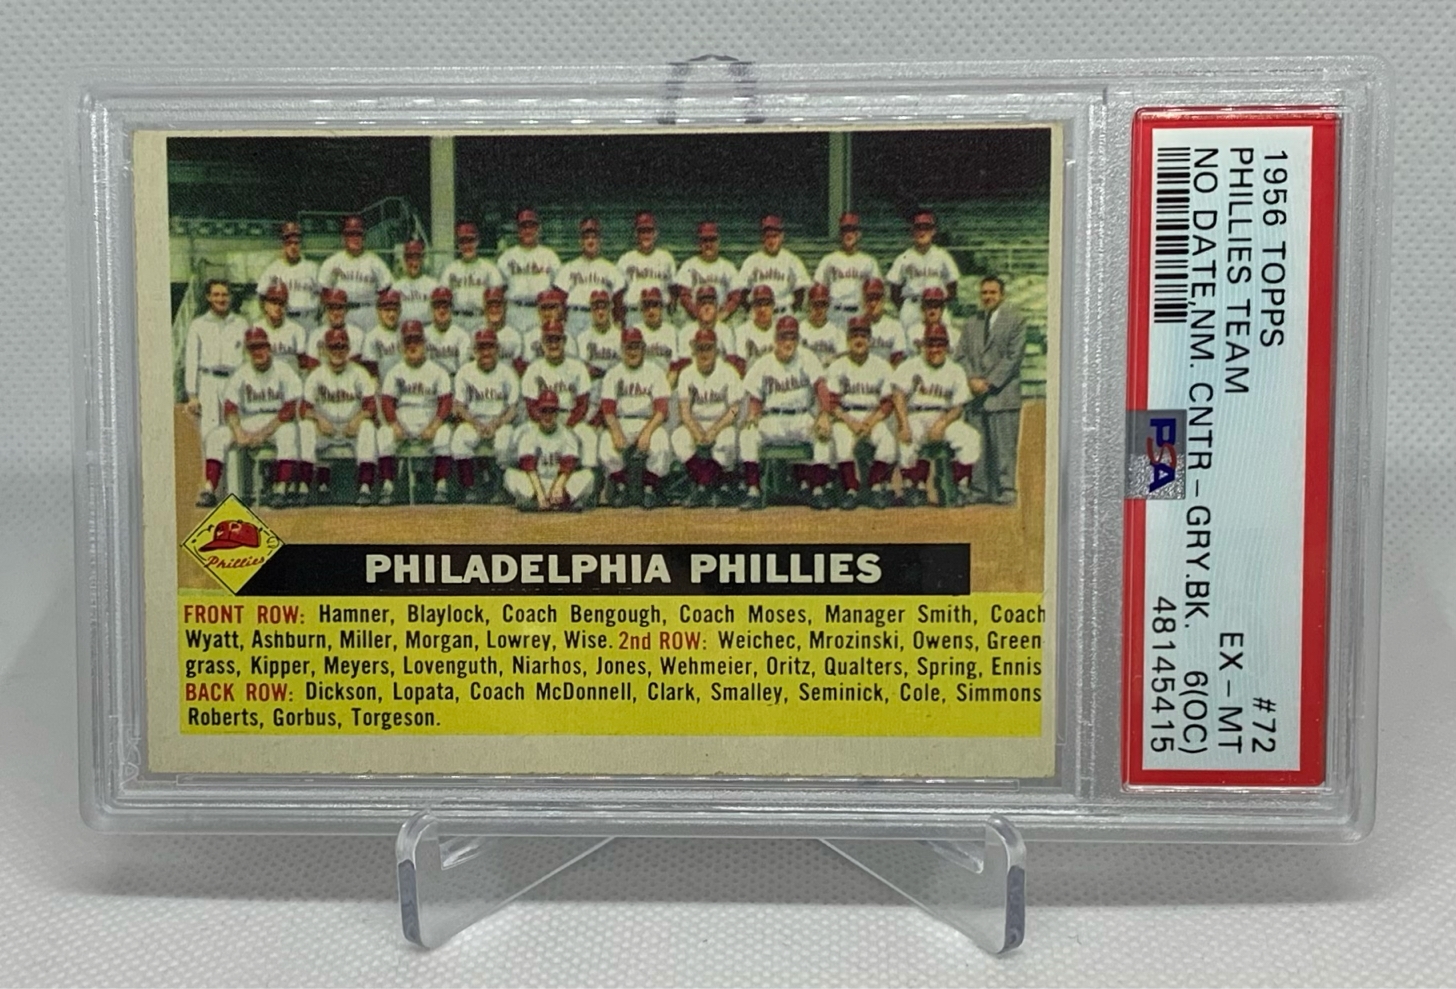 PHILADELPHIA PHILLIES
Phillies
FRONT ROW: Hamner, Blaylock, Coach Bengough, Coach Moses, Manager Smith, Coach
Wyatt, Ashburn, Miller, Morgan, Lowrey, Wise. 2nd ROW: Weichec, Mrozinski, Owens, Green-
grass, Kipper, Meyers, Lovenguth, Niarhos, Jones, Wehmeier, Oritz, Qualters, Spring, Ennis
BACK ROW: Dickson, Lopata, Coach McDonnell, Clark, Smalley, Seminick, Cole, Simmons
Roberts, Gorbus, Torgeson.
1956 TOPPS #72
PHILLIES TEAM EX-MT
NO DATE,NM. CNTR-GRY.BK. 6(OC)
48145415
PSA